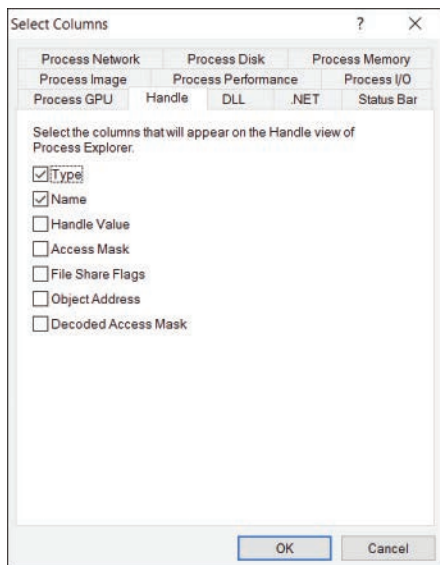 Select Columns
Process Network Process Disk Process Memory
Process Image Process Performance Process I/O
Process GPU Handle DLL .NET Status Bar
Select the columns that will appear on the Handle view of
Process Explorer.
Type
Name
Handle Value
Access Mask
File Share Flags
Object Address
Decoded Access Mask
OK Cancel